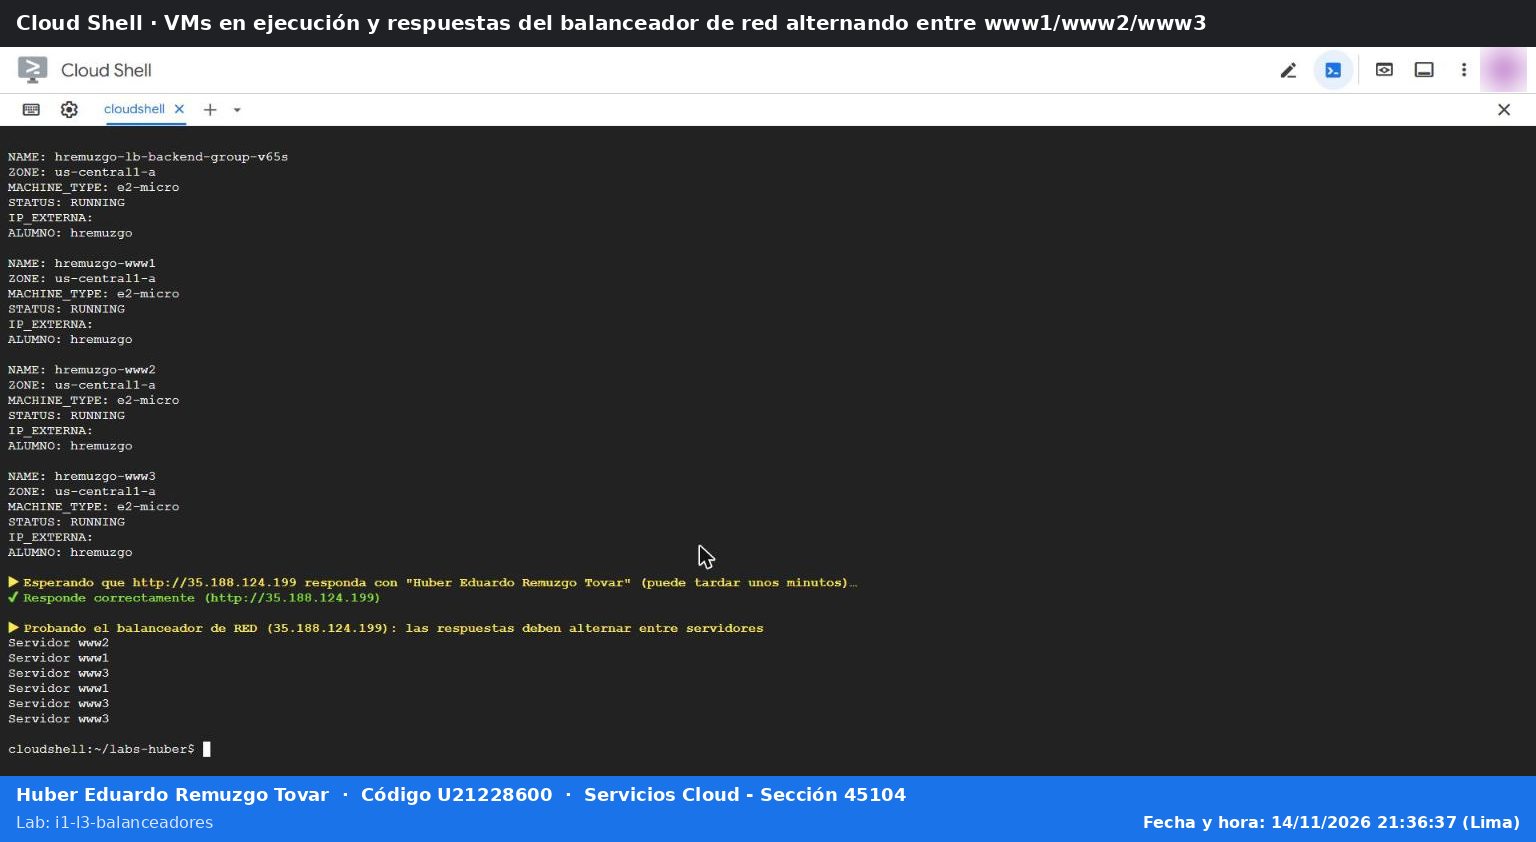 Cloud Shell · VMs en ejecución y respuestas del balanceador de red alternando entre www1/www2/www3
Cloud Shell
cloudshell
NAME: hremuzgo-lb-backend-group-v65s
ZONE: us-central1-a
MACHINE_TYPE: e2-micro
STATUS: RUNNING
IP_EXTERNA:
ALUMNO: hremuzgo
NAME: hremuzgo-www1
ZONE: us-central1-a
MACHINE_TYPE: e2-micro
STATUS: RUNNING
IP_EXTERNA:
ALUMNO: hremuzgo
NAME: hremuzgo-www2
ZONE: us-central1-a
MACHINE_TYPE: e2-micro
STATUS: RUNNING
IP_EXTERNA:
ALUMNO: hremuzgo
NAME: hremuzgo-www3
ZONE: us-central1-a
MACHINE_TYPE: e2-micro
STATUS: RUNNING
IP_EXTERNA:
ALUMNO: hremuzgo
▶ Esperando que http://35.188.124.199 responda con "Huber Eduardo Remuzgo Tovar" (puede tardar unos minutos)…
✔ Responde correctamente (http://35.188.124.199)
▶ Probando el balanceador de RED (35.188.124.199): las respuestas deben alternar entre servidores
Servidor www2
Servidor www1
Servidor www3
Servidor www1
Servidor www3
Servidor www3
cloudshell:~/labs-huber$
Huber Eduardo Remuzgo Tovar · Código U21228600 · Servicios Cloud - Sección 45104
Lab: i1-l3-balanceadores
Fecha y hora: 14/11/2026 21:36:37 (Lima)